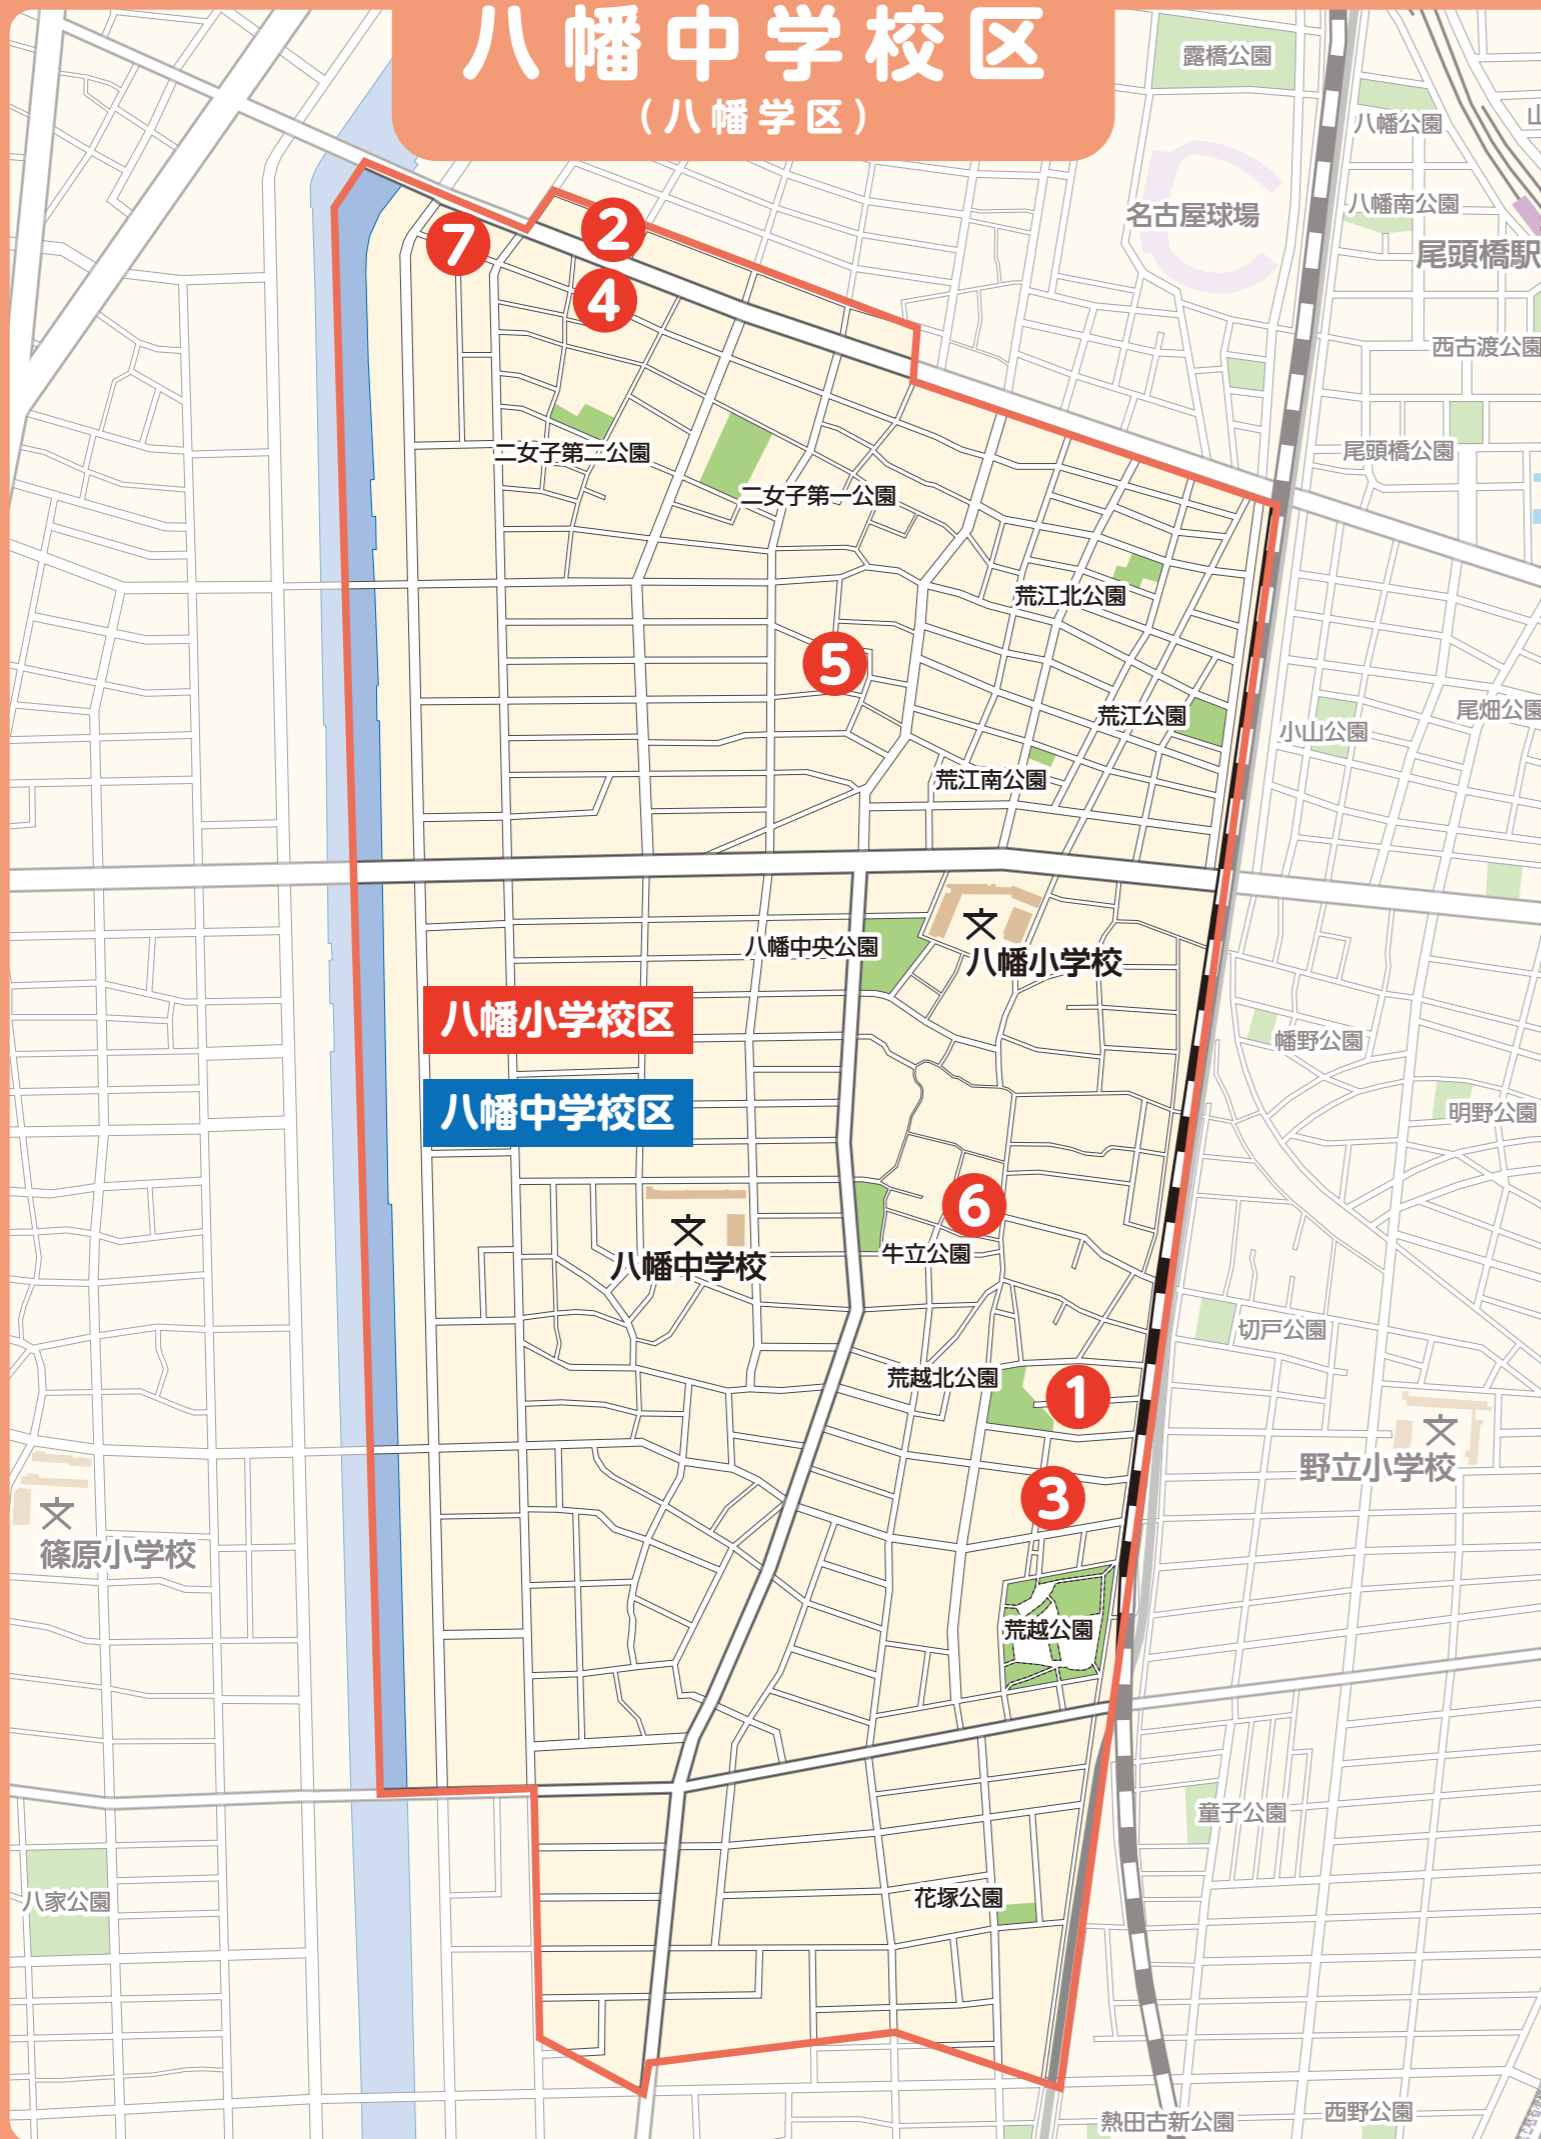 八幡中学校区
(八幡学区)
露橋公園
八幡公園
山
名古屋球場
八幡南公園
尾頭橋駅
7
2
4
西古渡公園
尾頭橋公園
二女子第二公園
二女子第一公園
荒江北公園
5
荒江公園
小山公園
尾畑公園
荒江南公園
八幡中央公園
文
八幡小学校
八幡小学校区
幡野公園
八幡中学校区
明野公園
6
文
八幡中学校
牛立公園
切戸公園
荒越北公園
1
文
野立小学校
3
文
篠原小学校
荒越公園
童子公園
八家公園
花塚公園
熱田古新公園
西野公園